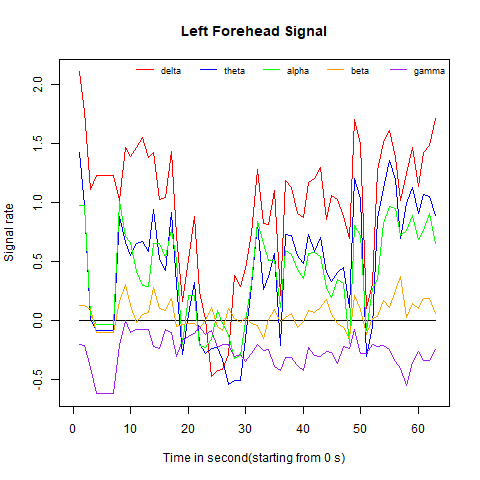 Left Forehead Signal
delta theta alpha beta gamma
2.0
1.5
1.0
0.5
0.0
-0.5
Signal rate
0 10 20 30 40 50 60
Time in second(starting from 0 s)